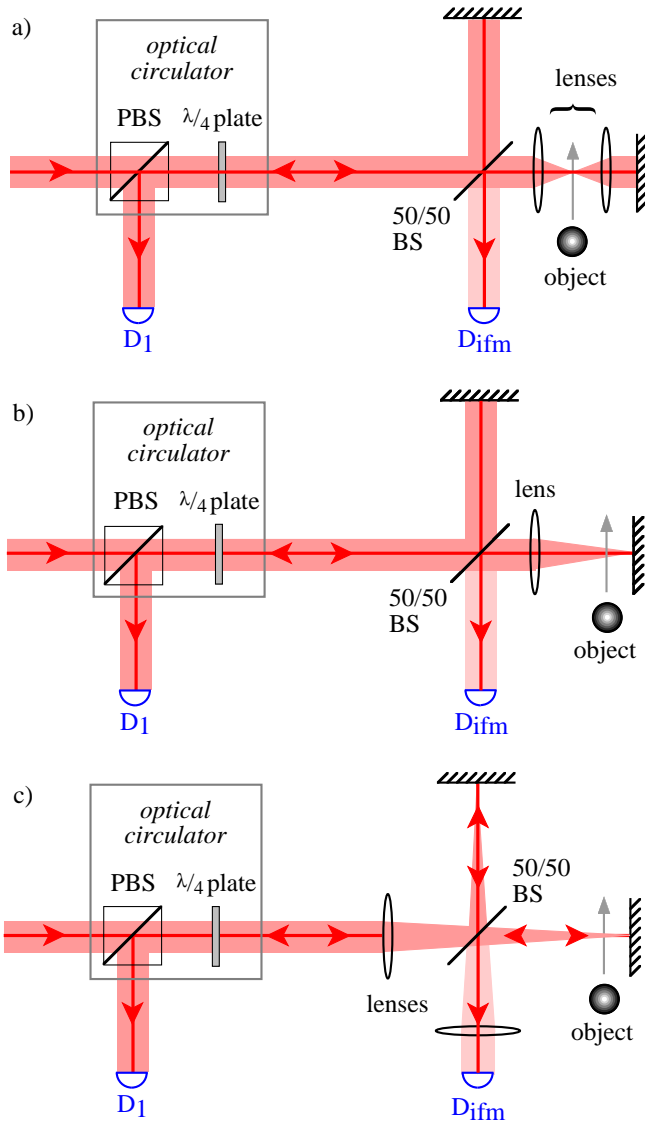 a)
optical
circulator
PBS
λ/4 plate
lenses
50/50
BS
object
D1
Difm
b)
optical
circulator
PBS
λ/4 plate
lens
50/50
BS
object
D1
Difm
c)
optical
circulator
PBS
λ/4 plate
50/50
BS
lenses
object
D1
Difm